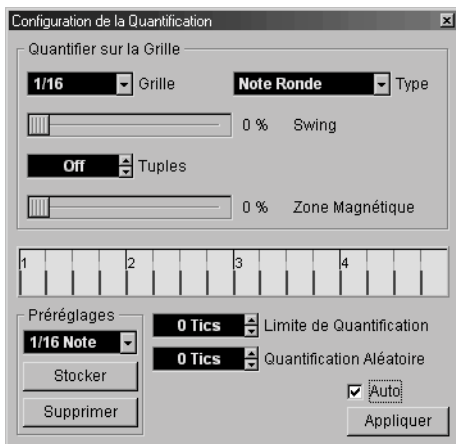 Configuration de la Quantification
Quantifier sur la Grille
1/16 Grille Note Ronde Type
0 % Swing
Off Tuples
0 % Zone Magnétique
1 2 3 4
Préréglages
1/16 Note
Stocker
Supprimer
0 Tics Limite de Quantification
0 Tics Quantification Aléatoire
Auto
Appliquer